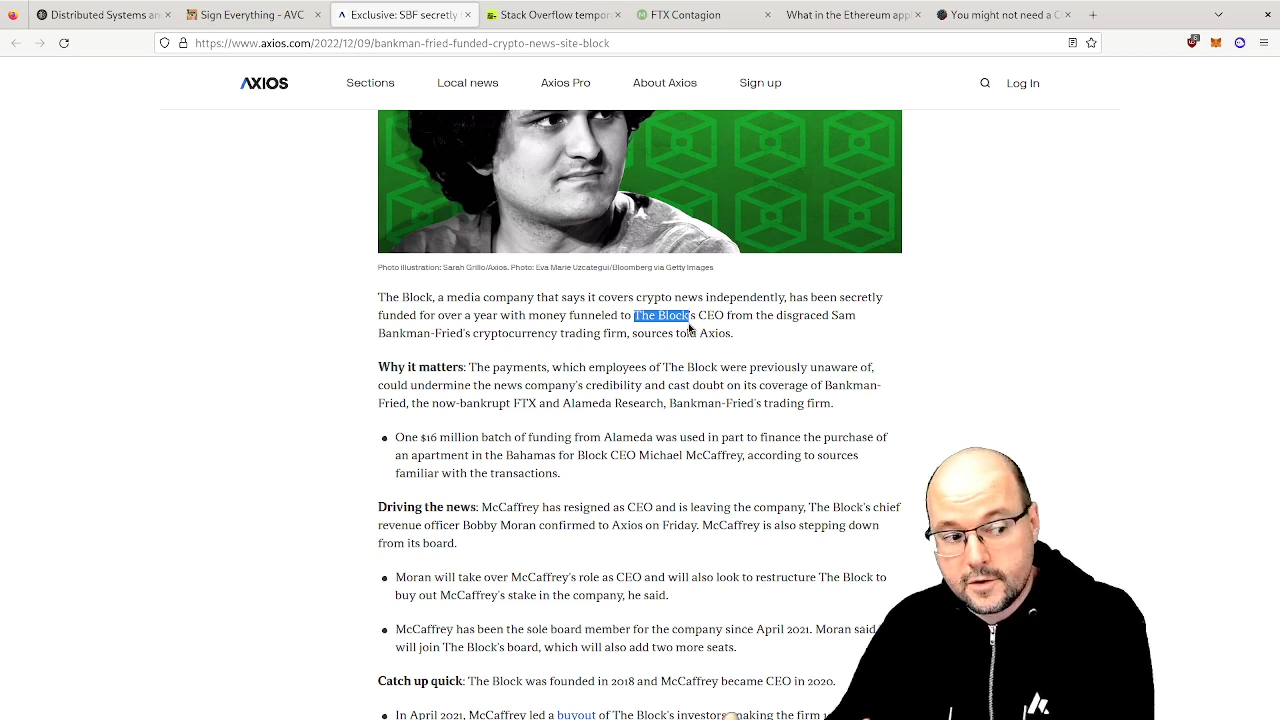 Distributed Systems an
Sign Everything - AVC
Exclusive: SBF secretly
Stack Overflow tempor
FTX Contagion
What in the Ethereum appl
You might not need a C
https://www.axios.com/2022/12/09/bankman-fried-funded-crypto-news-site-block
AXIOS
Sections
Local news
Axios Pro
About Axios
Sign up
Log In
Photo illustration: Sarah Grillo/Axios. Photo: Eva Marie Uzcategui/Bloomberg via Getty Images
The Block, a media company that says it covers crypto news independently, has been secretly
funded for over a year with money funneled to The Block's CEO from the disgraced Sam
Bankman-Fried's cryptocurrency trading firm, sources told Axios.
Why it matters: The payments, which employees of The Block were previously unaware of,
could undermine the news company's credibility and cast doubt on its coverage of Bankman-
Fried, the now-bankrupt FTX and Alameda Research, Bankman-Fried's trading firm.
One $16 million batch of funding from Alameda was used in part to finance the purchase of
an apartment in the Bahamas for Block CEO Michael McCaffrey, according to sources
familiar with the transactions.
Driving the news: McCaffrey has resigned as CEO and is leaving the company, The Block's chief
revenue officer Bobby Moran confirmed to Axios on Friday. McCaffrey is also stepping down
from its board.
Moran will take over McCaffrey's role as CEO and will also look to restructure The Block to
buy out McCaffrey's stake in the company, he said.
McCaffrey has been the sole board member for the company since April 2021. Moran said
will join The Block's board, which will also add two more seats.
Catch up quick: The Block was founded in 2018 and McCaffrey became CEO in 2020.
In April 2021, McCaffrey led a buyout of The Block's investors making the firm